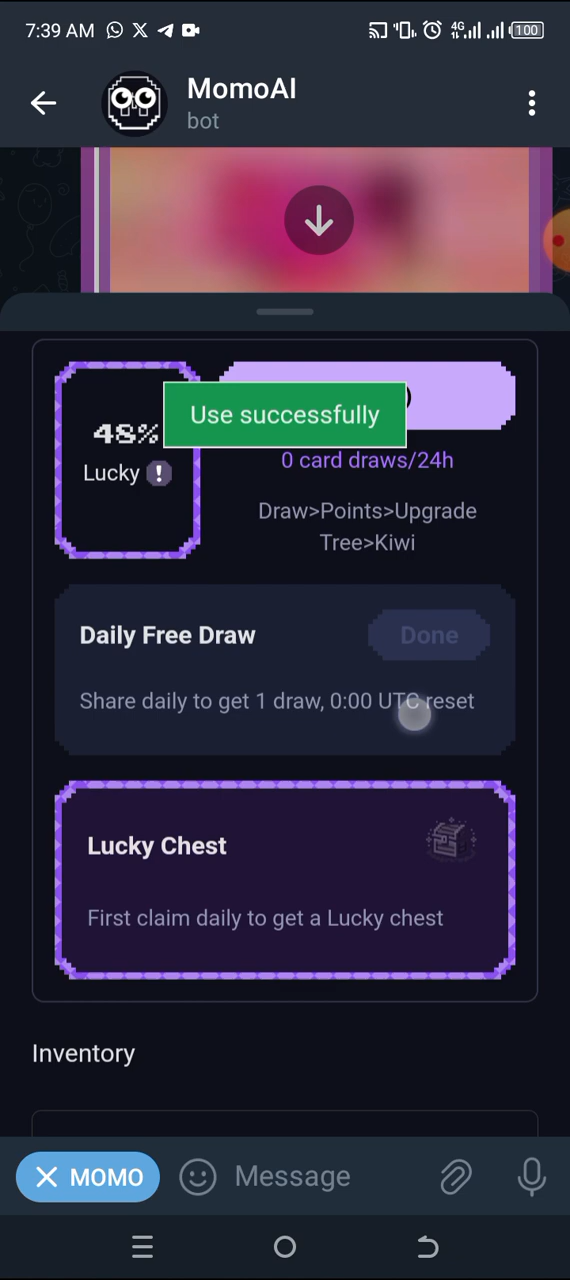 7:39 AM
4G
100
MomoAI
bot
Use successfully
48%
Lucky !
0 card draws/24h
Draw>Points>Upgrade
Tree>Kiwi
Daily Free Draw
Done
Share daily to get 1 draw, 0:00 UTC reset
Lucky Chest
First claim daily to get a Lucky chest
Inventory
MOMO
Message